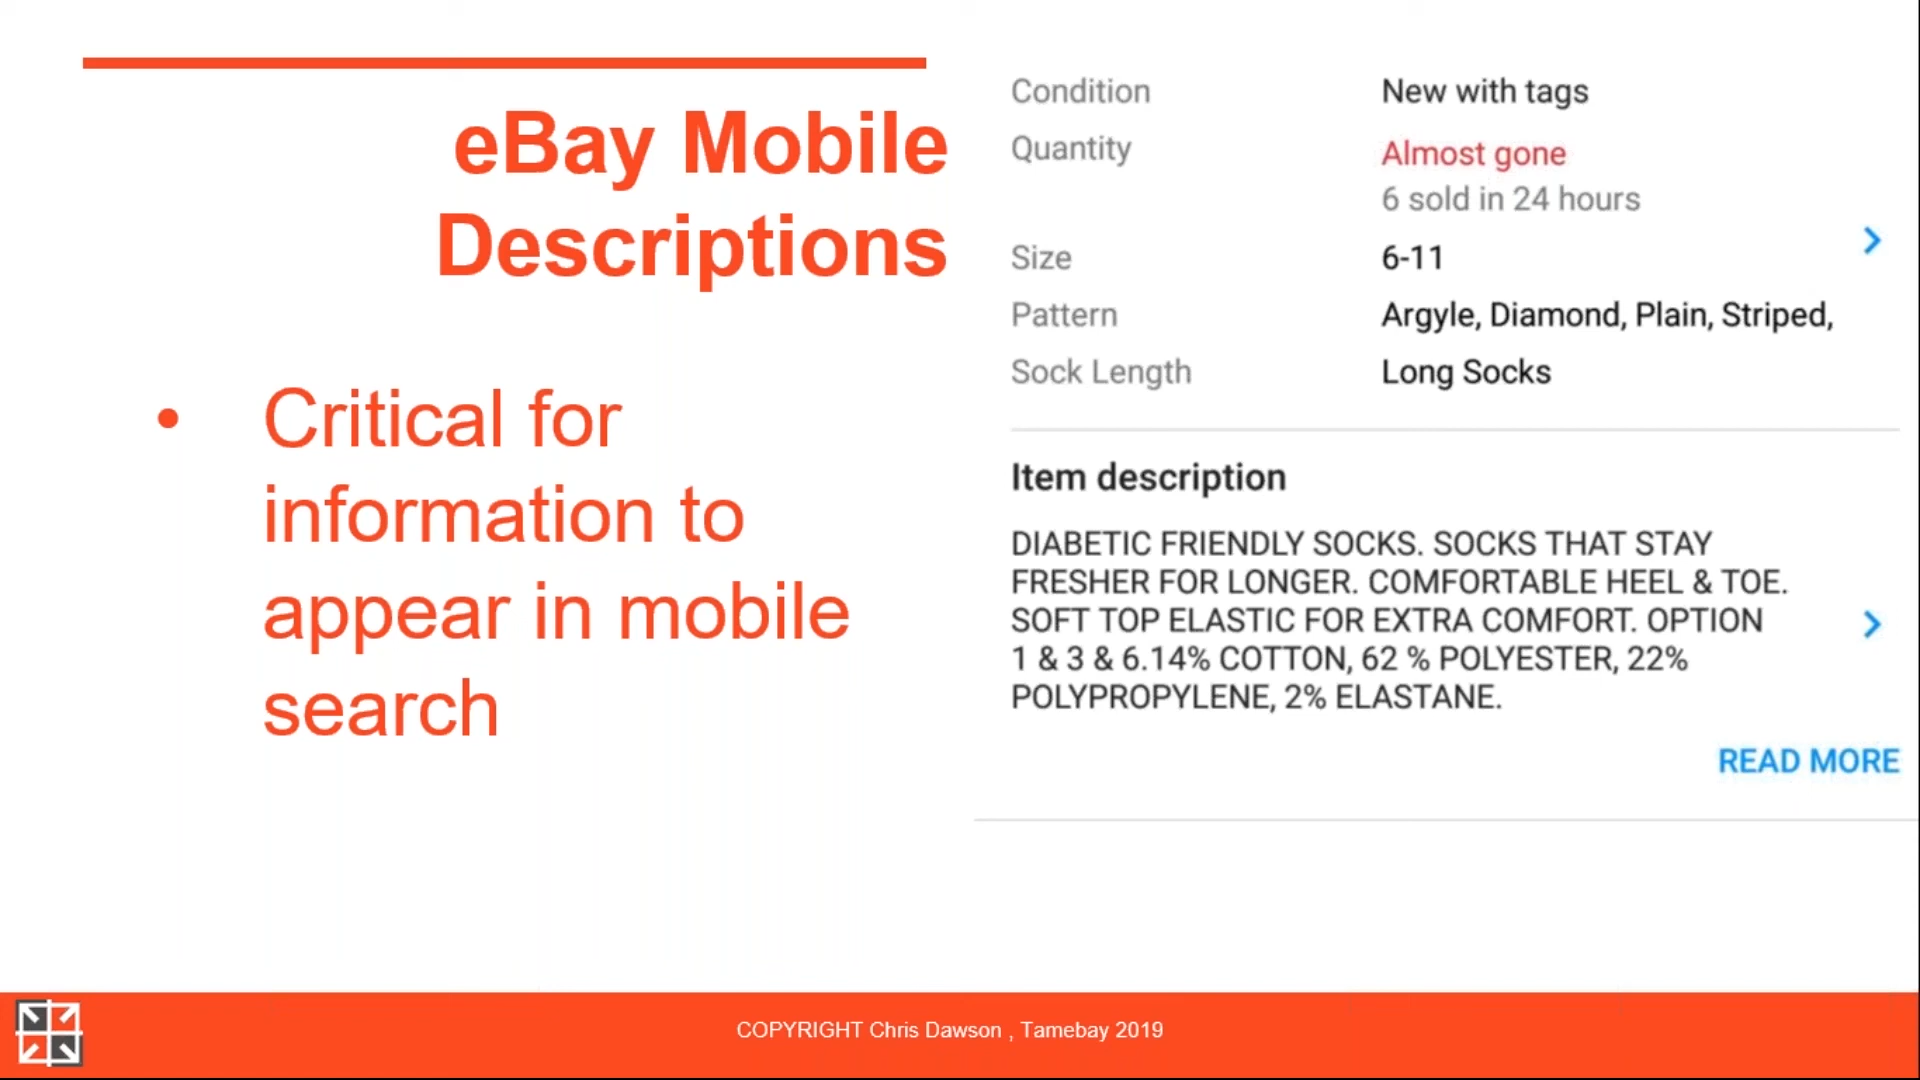 eBay Mobile
Descriptions
• Critical for
information to
appear in mobile
search
Condition New with tags
Quantity Almost gone
6 sold in 24 hours
Size 6-11
Pattern Argyle, Diamond, Plain, Striped,
Sock Length Long Socks
Item description
DIABETIC FRIENDLY SOCKS. SOCKS THAT STAY
FRESHER FOR LONGER. COMFORTABLE HEEL & TOE.
SOFT TOP ELASTIC FOR EXTRA COMFORT. OPTION
1 & 3 & 6.14% COTTON, 62 % POLYESTER, 22%
POLYPROPYLENE, 2% ELASTANE.
READ MORE
COPYRIGHT Chris Dawson , Tamebay 2019